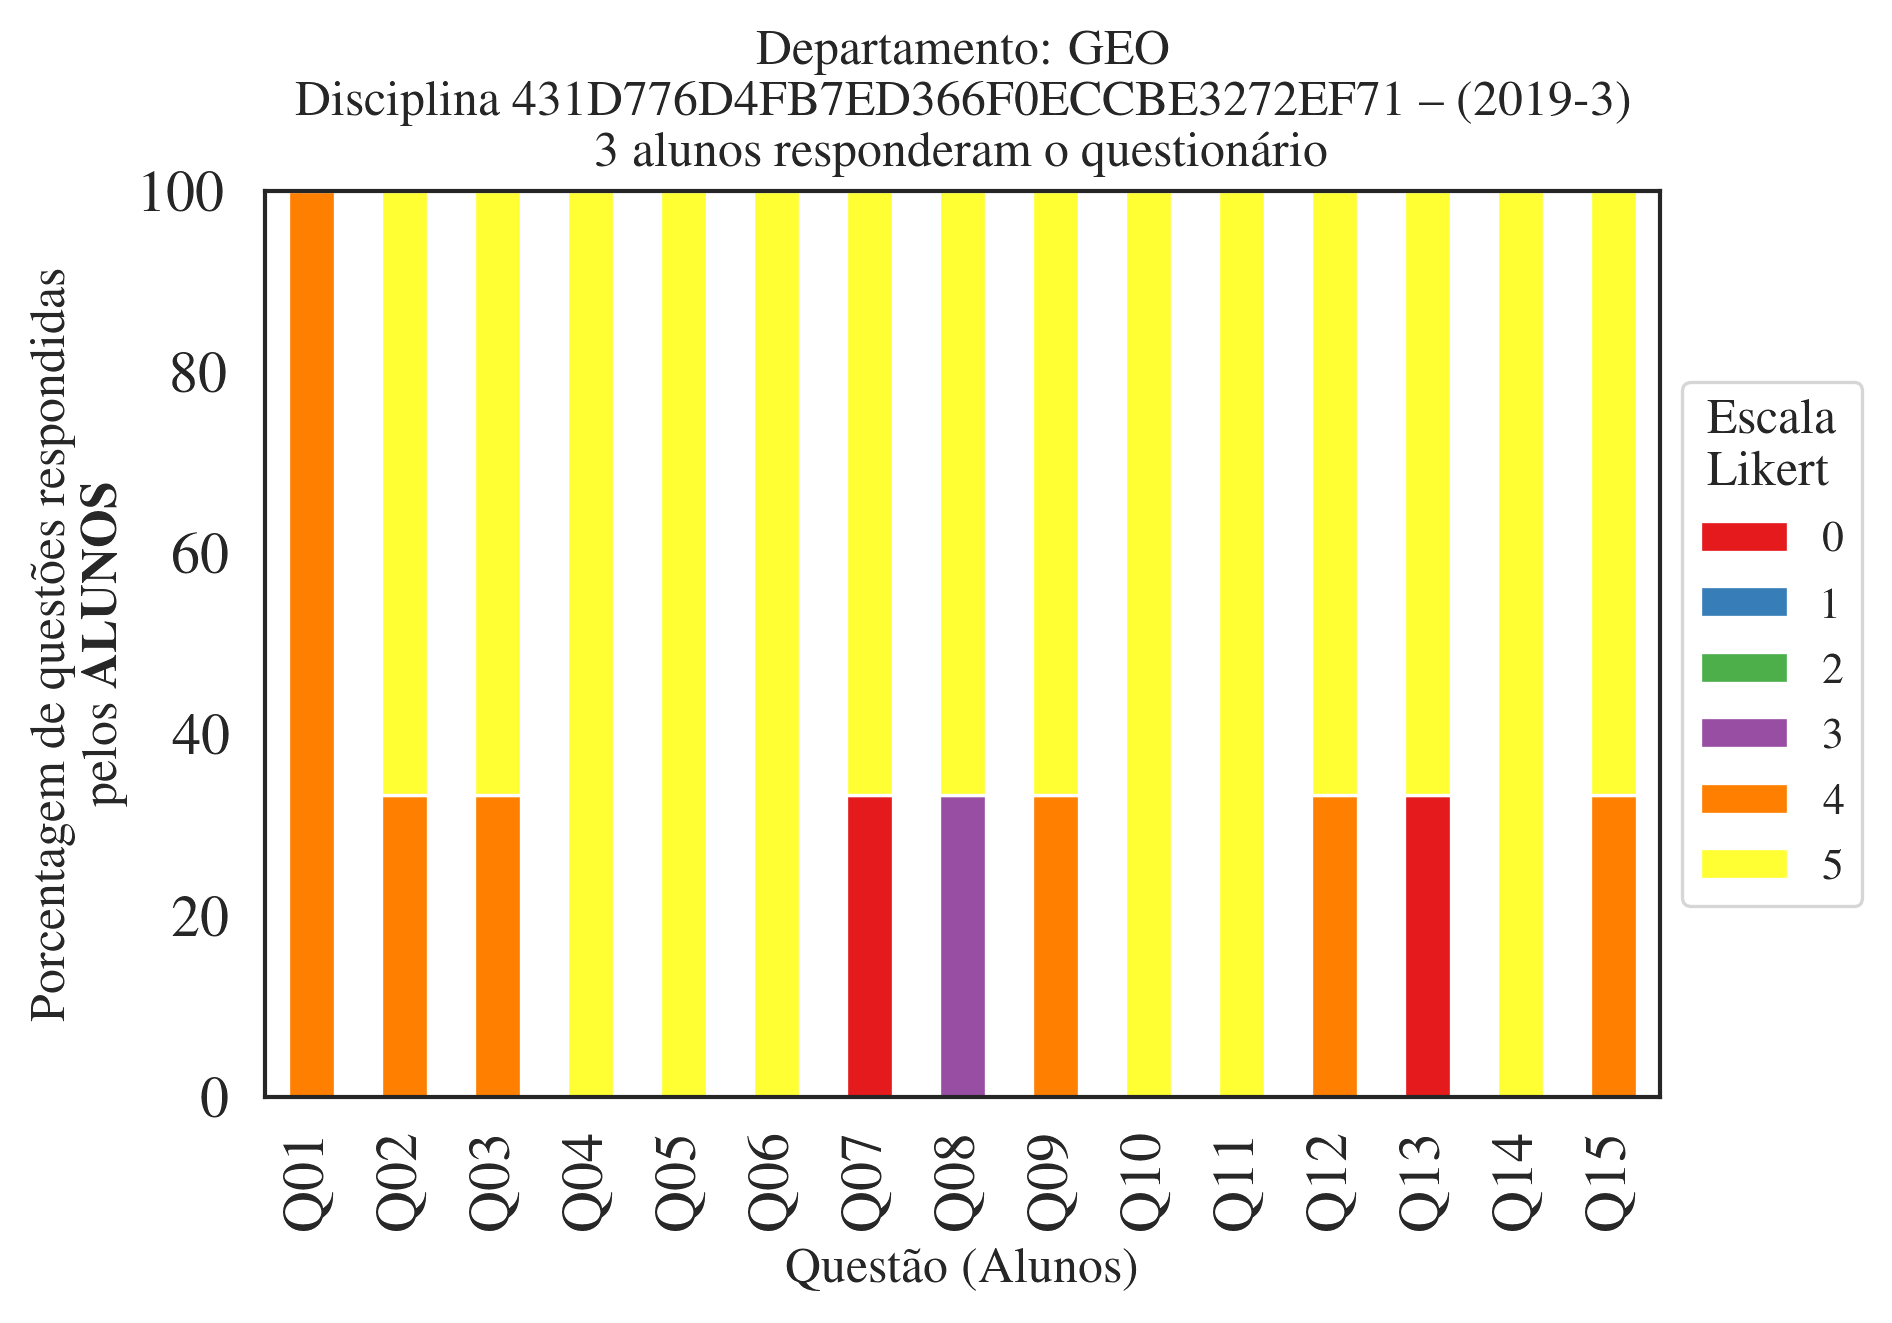 Departamento: GEO
Disciplina 431D776D4FB7ED366F0ECCBE3272EF71 – (2019-3)
3 alunos responderam o questionário
Porcentagem de questões respondidas
pelos ALUNOS
100
80
60
40
20
0
Q01
Q02
Q03
Q04
Q05
Q06
Q07
Q08
Q09
Q10
Q11
Q12
Q13
Q14
Q15
Questão (Alunos)
Escala
Likert
0
1
2
3
4
5